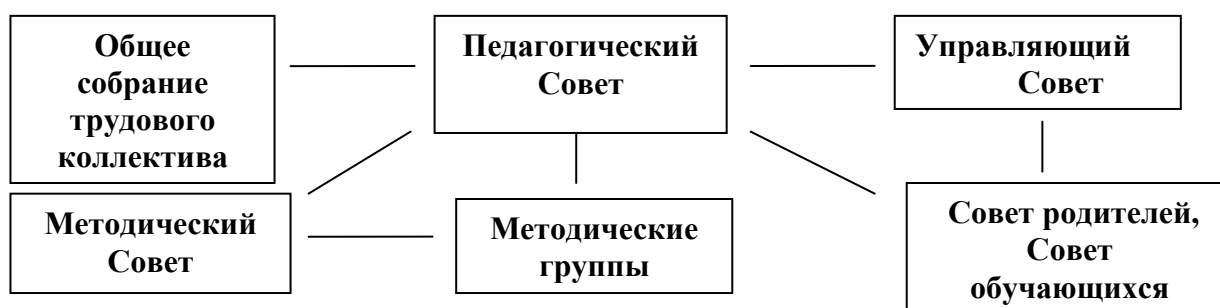 Общее
собрание
трудового
коллектива
Педагогический
Совет
Управляющий
Совет
Методический
Совет
Методические
группы
Совет родителей,
Совет
обучающихся